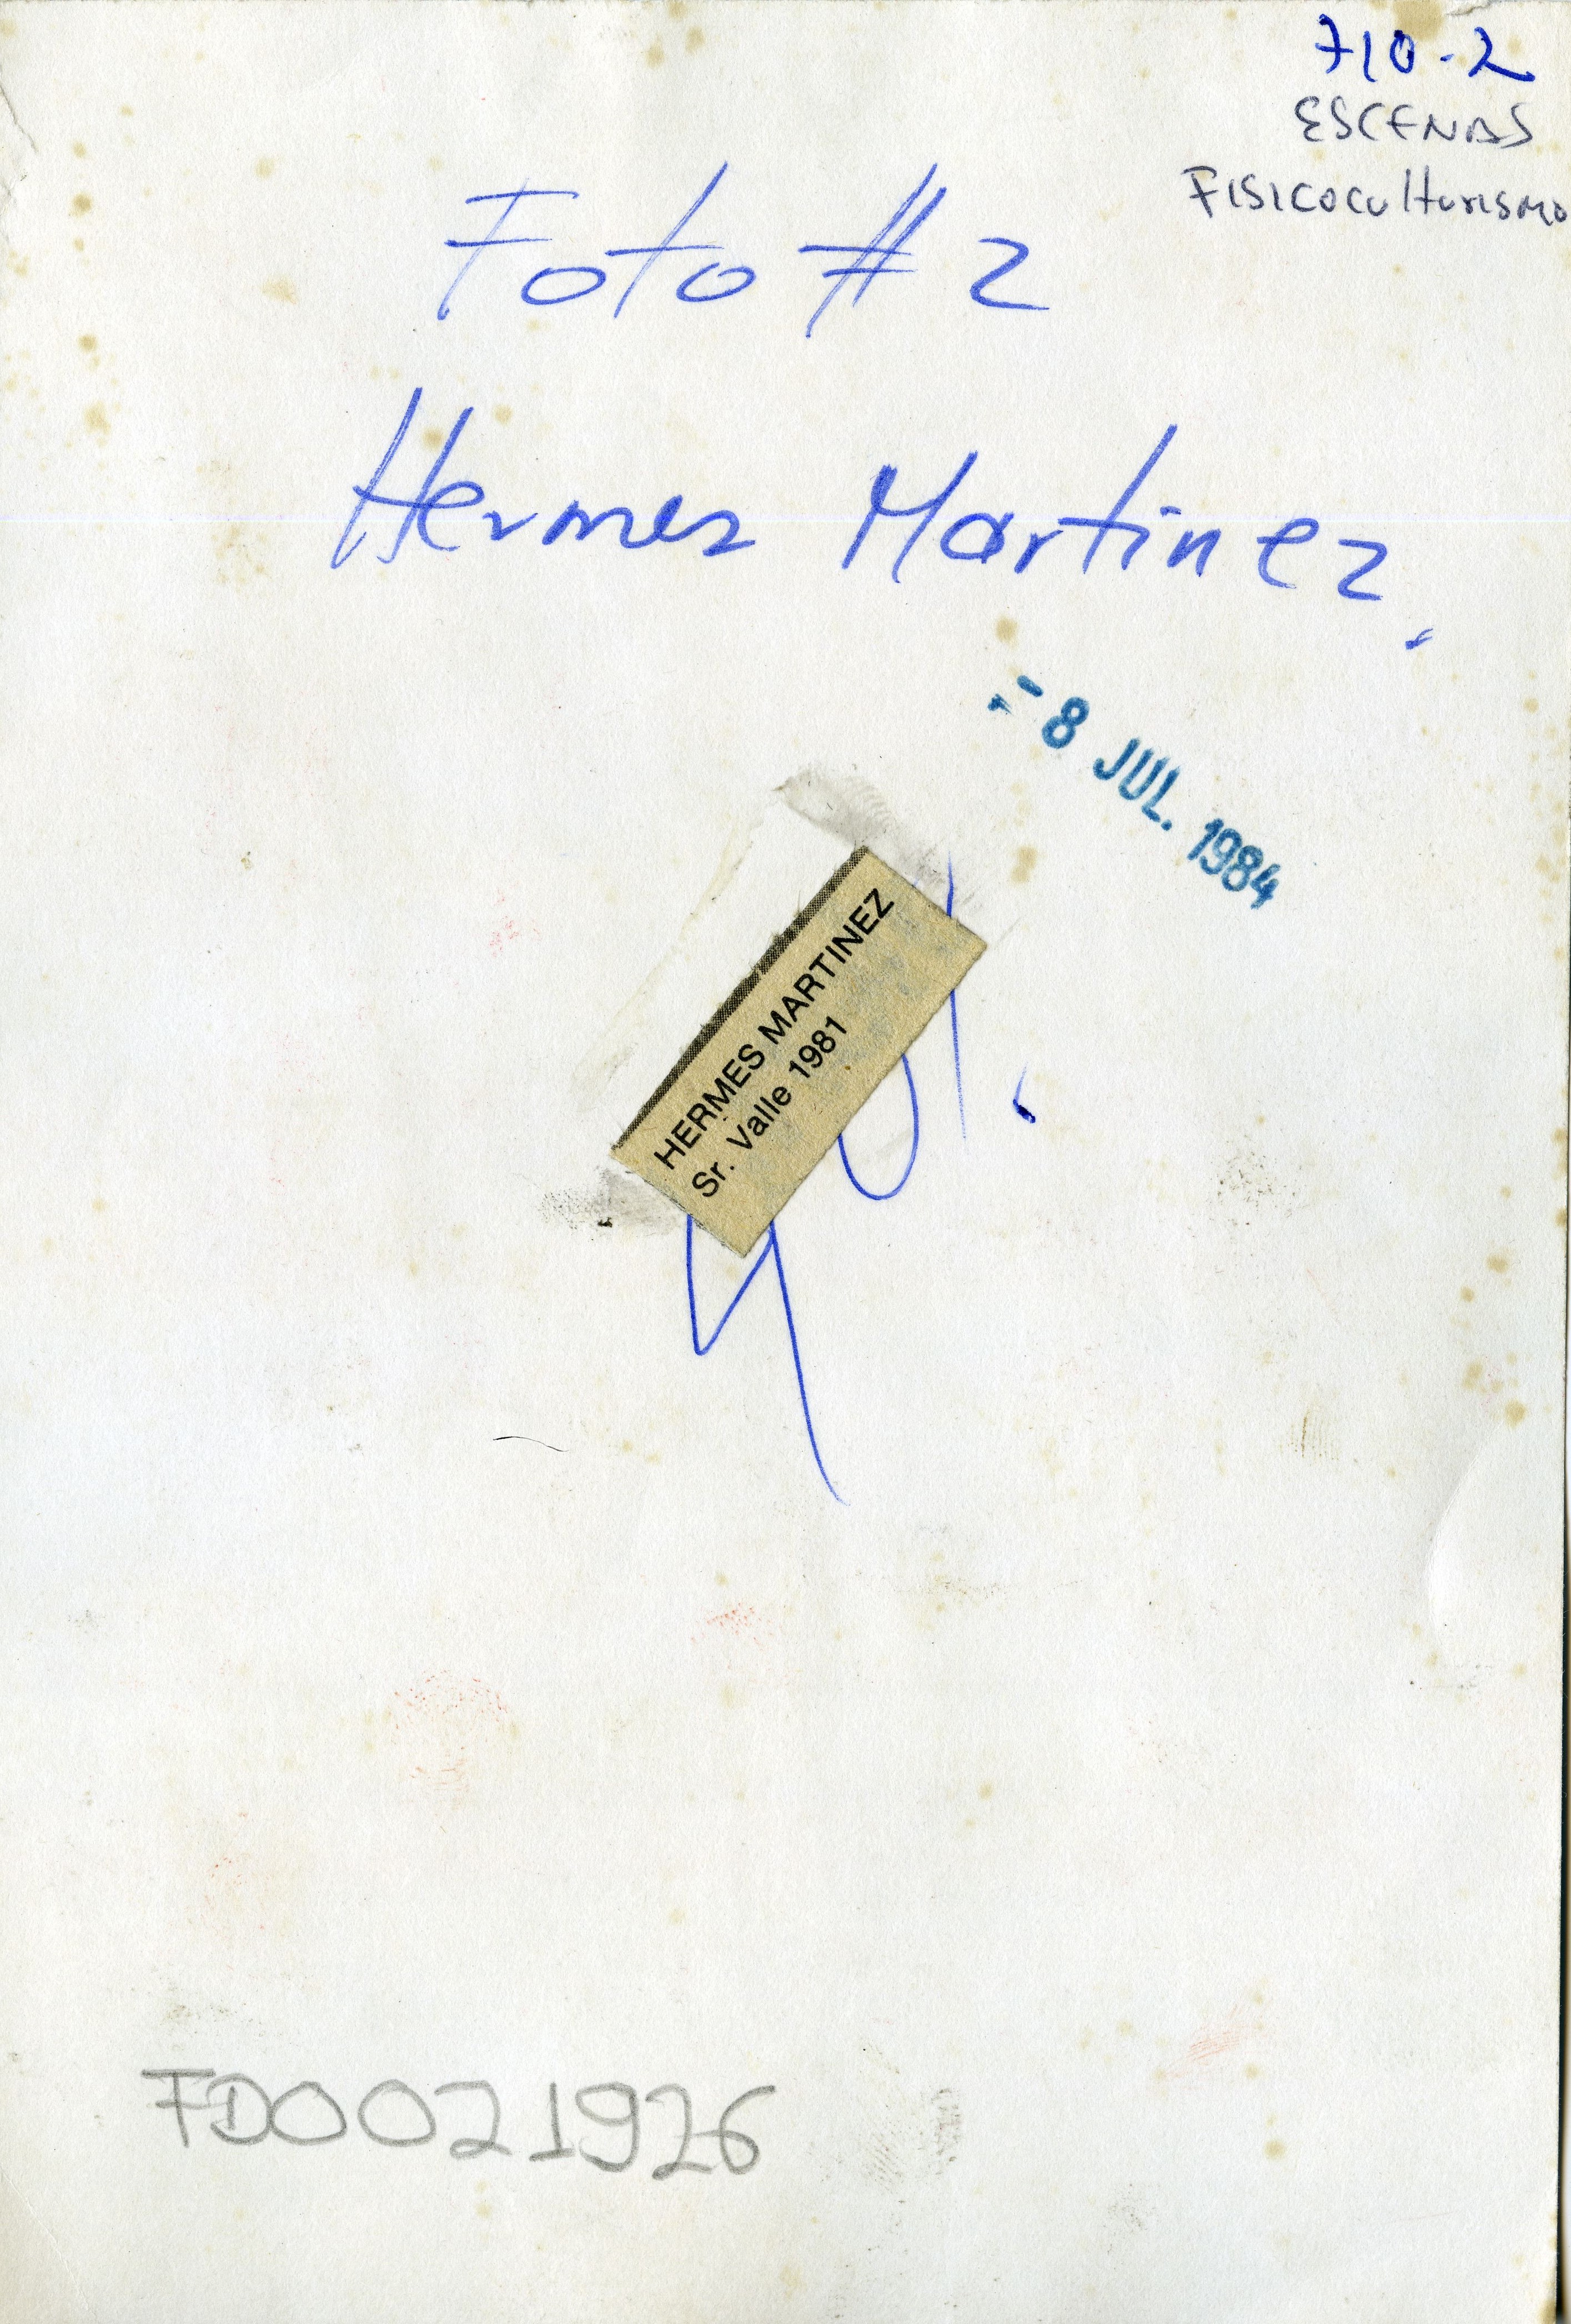 710-2
ESCENAS
FISICOCULturismo
Foto # 2
Hermes Martinez.
-8 JUL. 1984
HERMES MARTINEZ
Sr. Valle 1981
FD0021926